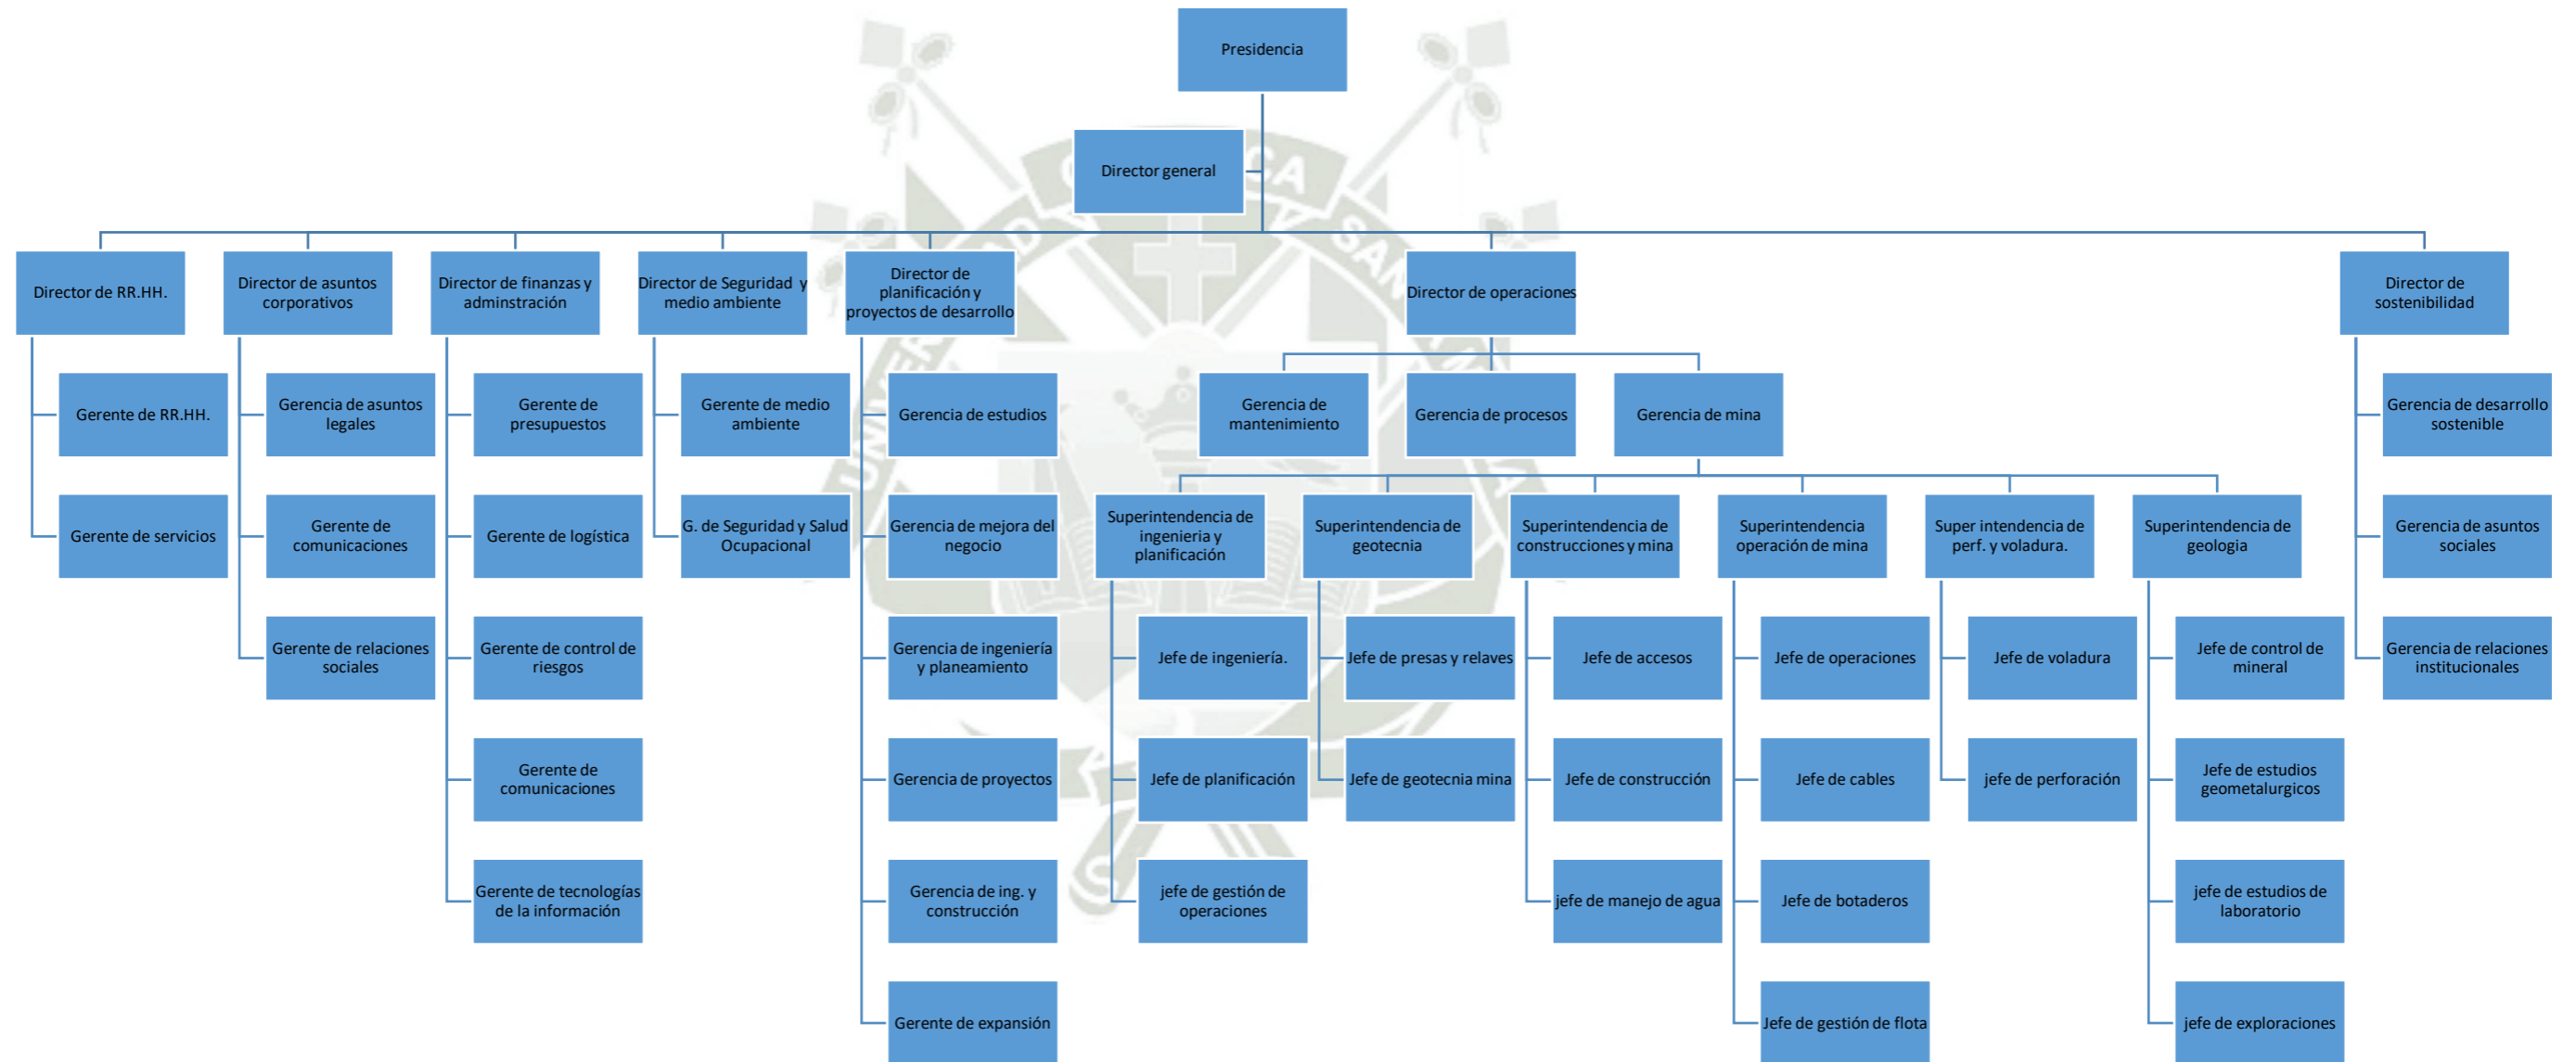 Presidencia
Director general
Director de RR.HH.
Director de asuntos
corporativos
Director de finanzas y
adminstración
Director de Seguridad y
medio ambiente
Director de
planificación y
proyectos de desarrollo
Director de operaciones
Director de
sostenibilidad
Gerente de RR.HH.
Gerencia de asuntos
legales
Gerente de
presupuestos
Gerente de medio
ambiente
Gerencia de estudios
Gerencia de
mantenimiento
Gerencia de procesos
Gerencia de mina
Gerencia de desarrollo
sostenible
Gerente de servicios
Gerente de
comunicaciones
Gerente de logística
G. de Seguridad y Salud
Ocupacional
Gerencia de mejora del
negocio
Superintendencia de
ingenieria y
planificación
Superintendencia de
geotecnia
Superintendencia de
construcciones y mina
Superintendencia
operación de mina
Super intendencia de
perf. y voladura.
Superintendencia de
geologia
Gerencia de asuntos
sociales
Gerente de relaciones
sociales
Gerente de control de
riesgos
Gerencia de ingeniería
y planeamiento
Jefe de ingeniería.
Jefe de presas y relaves
Jefe de accesos
Jefe de operaciones
Jefe de voladura
Jefe de control de
mineral
Gerencia de relaciones
institucionales
Gerente de
comunicaciones
Gerencia de proyectos
Jefe de planificación
Jefe de geotecnia mina
Jefe de construcción
Jefe de cables
jefe de perforación
Jefe de estudios
geometalurgicos
Gerente de tecnologías
de la información
Gerencia de ing. y
construcción
jefe de gestión de
operaciones
jefe de manejo de agua
Jefe de botaderos
jefe de estudios de
laboratorio
Gerente de expansión
Jefe de gestión de flota
jefe de exploraciones